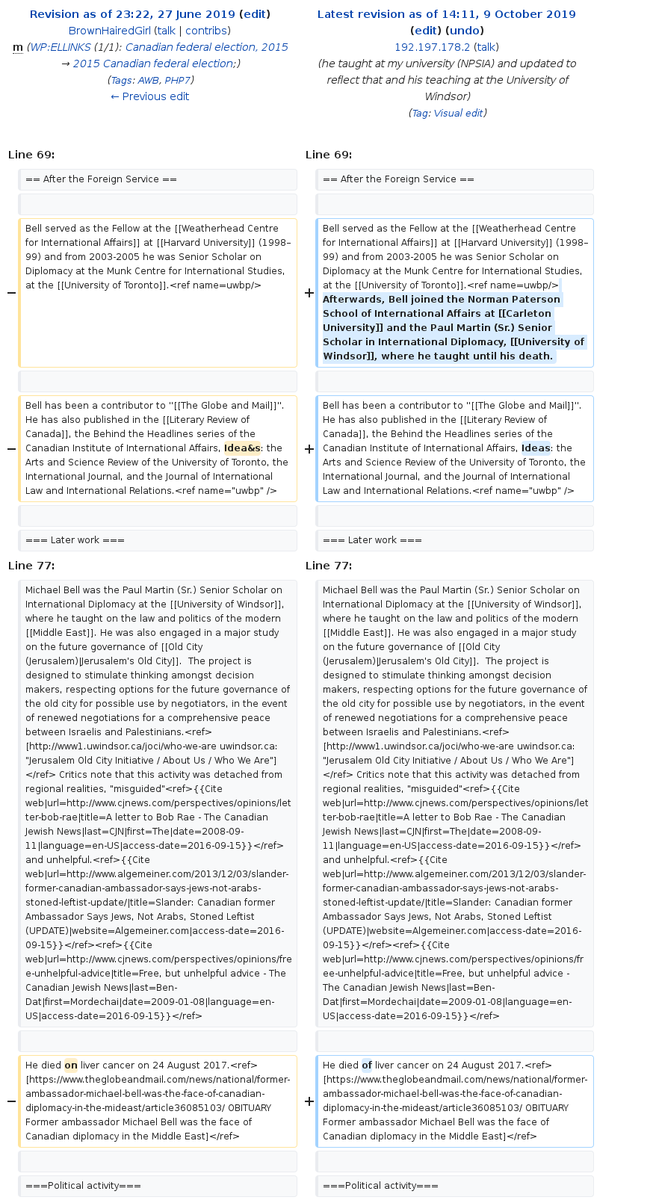 Revision as of 23:22, 27 June 2019 (edit)
BrownHairedGirl (talk | contribs)
m (WP:ELLINKS (1/1): Canadian federal election, 2015
→ 2015 Canadian federal election;)
(Tags: AWB, PHP7)
← Previous edit
Latest revision as of 14:11, 9 October 2019
(edit) (undo)
192.197.178.2 (talk)
(he taught at my university (NPSIA) and updated to
reflect that and his teaching at the University of
Windsor)
(Tag: Visual edit)
Line 69:
Line 69:
== After the Foreign Service ==
== After the Foreign Service ==
−
Bell served as the Fellow at the [[Weatherhead Centre
for International Affairs]] at [[Harvard University]] (1998–
99) and from 2003-2005 he was Senior Scholar on
Diplomacy at the Munk Centre for International Studies,
at the [[University of Toronto]].<ref name=uwbp/>
+
Bell served as the Fellow at the [[Weatherhead Centre
for International Affairs]] at [[Harvard University]] (1998–
99) and from 2003-2005 he was Senior Scholar on
Diplomacy at the Munk Centre for International Studies,
at the [[University of Toronto]].<ref name=uwbp/>
Afterwards, Bell joined the Norman Paterson
School of International Affairs at [[Carleton
University]] and the Paul Martin (Sr.) Senior
Scholar in International Diplomacy, [[University of
Windsor]], where he taught until his death.
−
Bell has been a contributor to ''[[The Globe and Mail]]''.
He has also published in the [[Literary Review of
Canada]], the Behind the Headlines series of the
Canadian Institute of International Affairs, Idea&s: the
Arts and Science Review of the University of Toronto, the
International Journal, and the Journal of International
Law and International Relations.<ref name="uwbp" />
+
Bell has been a contributor to ''[[The Globe and Mail]]''.
He has also published in the [[Literary Review of
Canada]], the Behind the Headlines series of the
Canadian Institute of International Affairs, Ideas: the
Arts and Science Review of the University of Toronto, the
International Journal, and the Journal of International
Law and International Relations.<ref name="uwbp" />
=== Later work ===
=== Later work ===
Line 77:
Line 77:
Michael Bell was the Paul Martin (Sr.) Senior Scholar on
International Diplomacy at the [[University of Windsor]],
where he taught on the law and politics of the modern
[[Middle East]]. He was also engaged in a major study
on the future governance of [[Old City
(Jerusalem)|Jerusalem's Old City]].  The project is
designed to stimulate thinking amongst decision
makers, respecting options for the future governance of
the old city for possible use by negotiators, in the event
of renewed negotiations for a comprehensive peace
between Israelis and Palestinians.<ref>
[http://www1.uwindsor.ca/joci/who-we-are uwindsor.ca:
"Jerusalem Old City Initiative / About Us / Who We Are"]
</ref> Critics note that this activity was detached from
regional realities, "misguided"<ref>{{Cite
web|url=http://www.cjnews.com/perspectives/opinions/let
ter-bob-rae|title=A letter to Bob Rae - The Canadian
Jewish News|last=CJN|first=The|date=2008-09-
11|language=en-US|access-date=2016-09-15}}</ref>
and unhelpful.<ref>{{Cite
web|url=http://www.algemeiner.com/2013/12/03/slander-
former-canadian-ambassador-says-jews-not-arabs-
stoned-leftist-update/|title=Slander: Canadian former
Ambassador Says Jews, Not Arabs, Stoned Leftist
(UPDATE)|website=Algemeiner.com|access-date=2016-
09-15}}</ref><ref>{{Cite
web|url=http://www.cjnews.com/perspectives/opinions/fre
e-unhelpful-advice|title=Free, but unhelpful advice - The
Canadian Jewish News|last=Ben-
Dat|first=Mordechai|date=2009-01-08|language=en-
US|access-date=2016-09-15}}</ref>
Michael Bell was the Paul Martin (Sr.) Senior Scholar on
International Diplomacy at the [[University of Windsor]],
where he taught on the law and politics of the modern
[[Middle East]]. He was also engaged in a major study
on the future governance of [[Old City
(Jerusalem)|Jerusalem's Old City]].  The project is
designed to stimulate thinking amongst decision
makers, respecting options for the future governance of
the old city for possible use by negotiators, in the event
of renewed negotiations for a comprehensive peace
between Israelis and Palestinians.<ref>
[http://www1.uwindsor.ca/joci/who-we-are uwindsor.ca:
"Jerusalem Old City Initiative / About Us / Who We Are"]
</ref> Critics note that this activity was detached from
regional realities, "misguided"<ref>{{Cite
web|url=http://www.cjnews.com/perspectives/opinions/let
ter-bob-rae|title=A letter to Bob Rae - The Canadian
Jewish News|last=CJN|first=The|date=2008-09-
11|language=en-US|access-date=2016-09-15}}</ref>
and unhelpful.<ref>{{Cite
web|url=http://www.algemeiner.com/2013/12/03/slander-
former-canadian-ambassador-says-jews-not-arabs-
stoned-leftist-update/|title=Slander: Canadian former
Ambassador Says Jews, Not Arabs, Stoned Leftist
(UPDATE)|website=Algemeiner.com|access-date=2016-
09-15}}</ref><ref>{{Cite
web|url=http://www.cjnews.com/perspectives/opinions/fr
ee-unhelpful-advice|title=Free, but unhelpful advice -
The Canadian Jewish News|last=Ben-
Dat|first=Mordechai|date=2009-01-08|language=en-
US|access-date=2016-09-15}}</ref>
−
He died on liver cancer on 24 August 2017.<ref>
[https://www.theglobeandmail.com/news/national/former-
ambassador-michael-bell-was-the-face-of-canadian-
diplomacy-in-the-mideast/article36085103/ OBITUARY
Former ambassador Michael Bell was the face of
Canadian diplomacy in the Middle East]</ref>
+
He died of liver cancer on 24 August 2017.<ref>
[https://www.theglobeandmail.com/news/national/former-
ambassador-michael-bell-was-the-face-of-canadian-
diplomacy-in-the-mideast/article36085103/ OBITUARY
Former ambassador Michael Bell was the face of
Canadian diplomacy in the Middle East]</ref>
===Political activity===
===Political activity===